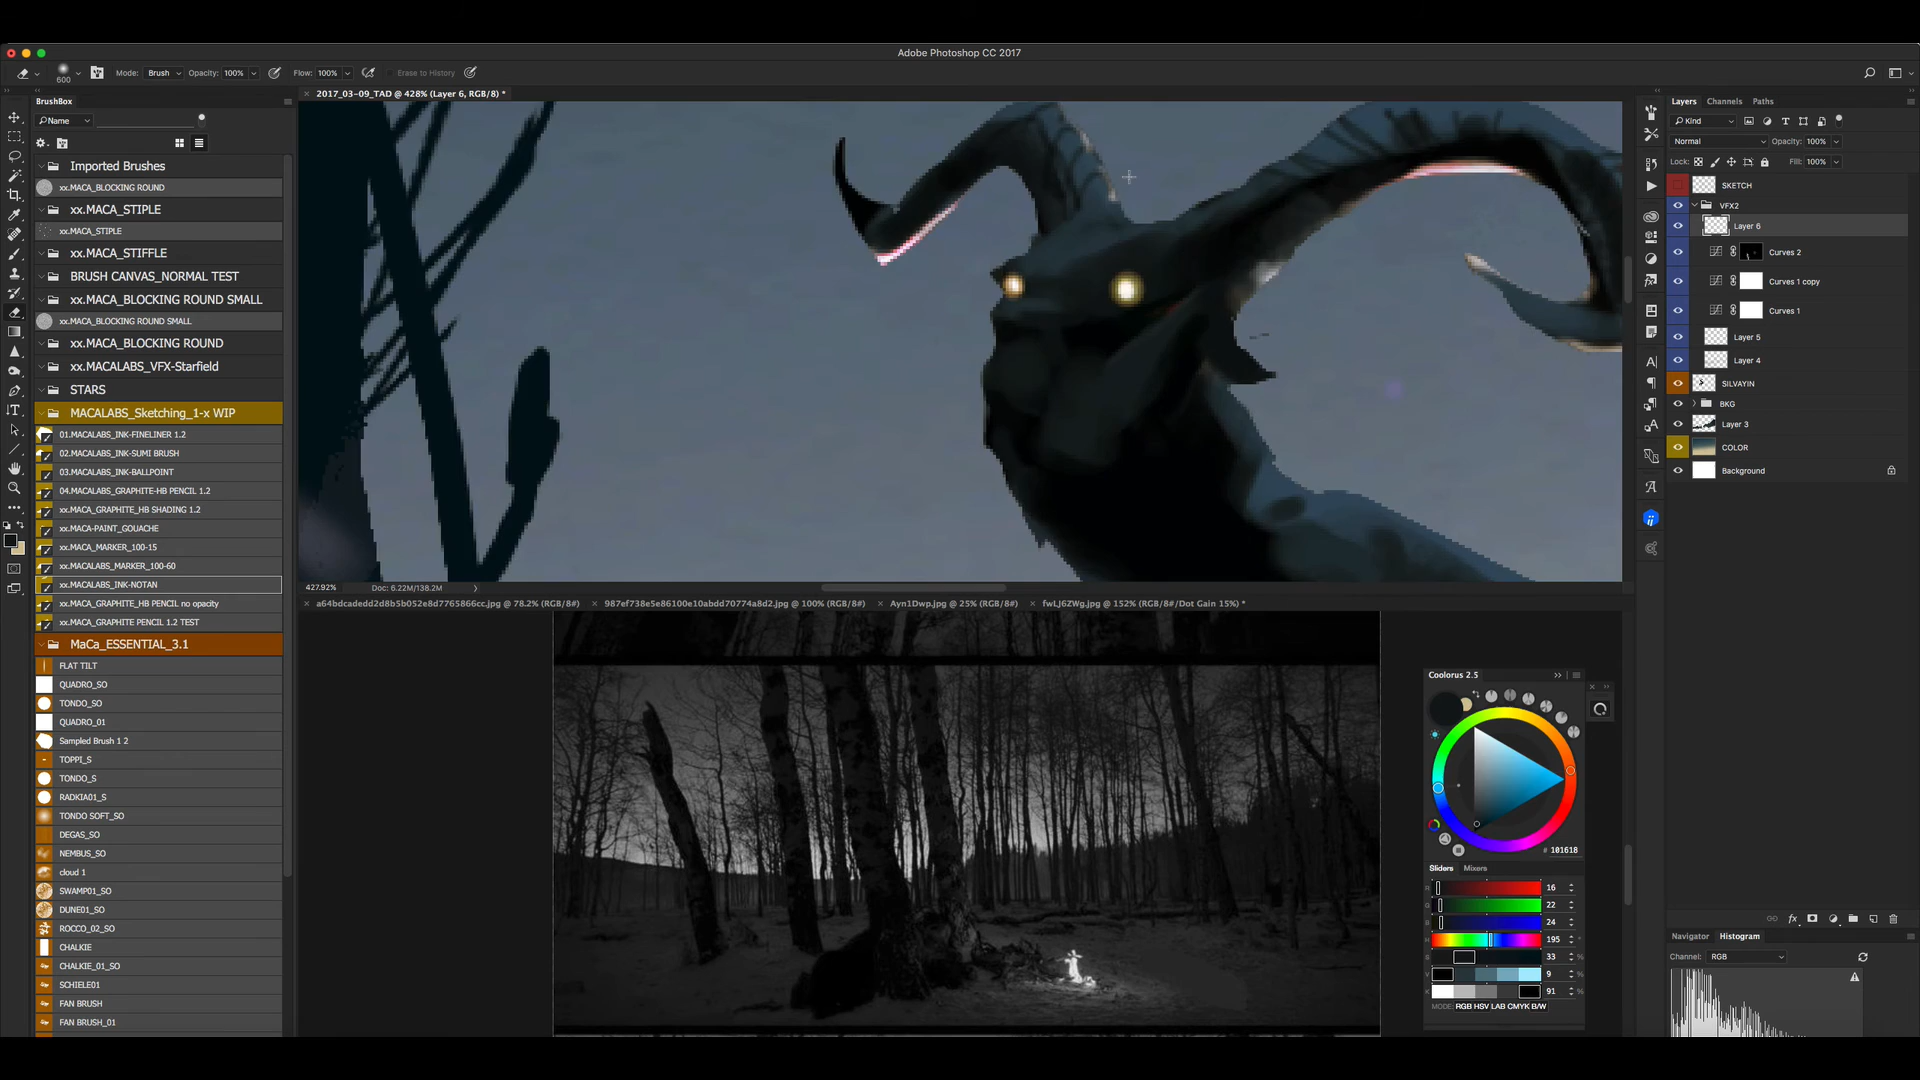 Adobe Photoshop CC 2017
600
Mode: Brush Opacity: 100% Flow: 100% Erase to History
BrushBox
2017_03-09_TAD @ 428% (Layer 6, RGB/8) *
Name
Imported Brushes
xx.MACA_BLOCKING ROUND
xx.MACA_STIPLE
xx.MACA_STIPLE
xx.MACA_STIFFLE
BRUSH CANVAS_NORMAL TEST
xx.MACA_BLOCKING ROUND SMALL
xx.MACA_BLOCKING ROUND SMALL
xx.MACA_BLOCKING ROUND
xx.MACALABS_VFX-Starfield
STARS
MACALABS_Sketching_1-x WIP
01.MACALABS_INK-FINELINER 1.2
02.MACALABS_INK-SUMI BRUSH
03.MACALABS_INK-BALLPOINT
04.MACALABS_GRAPHITE-HB PENCIL 1.2
xx.MACALABS_GRAPHITE_HB SHADING 1.2
xx.MACA-PAINT_GOUACHE
xx.MACA_MARKER_100-15
xx.MACALABS_MARKER_100-60
xx.MACALABS_INK-NOTAN
xx.MACA_GRAPHITE_HB PENCIL no opacity
xx.MACA_GRAPHITE PENCIL 1.2 TEST
MaCa_ESSENTIAL_3.1
FLAT TILT
QUADRO_SO
TONDO_SO
QUADRO_01
Sampled Brush 1 2
TOPPI_S
TONDO_S
RADKIA01_S
TONDO SOFT_SO
DEGAS_SO
NEMBUS_SO
cloud 1
SWAMP01_SO
DUNE01_SO
ROCCO_02_SO
CHALKIE
CHALKIE_01_SO
SCHIELE01
FAN BRUSH
FAN BRUSH_01
427.92% Doc: 6.22M/138.2M
a64bdcadedd2d8b5b052e8d7765866cc.jpg @ 78.2% (RGB/8#)
987ef738e5e86100e10abdd70774a8d2.jpg @ 100% (RGB/8#)
Ayn1Dwp.jpg @ 25% (RGB/8#)
fwLJ6ZWg.jpg @ 152% (RGB/8#/Dot Gain 15%) *
Coolorus 2.5
# 101618
Sliders Mixers
R 16
G 22
B 24
H 195 °
S 33 %
V 9 %
K 91 %
MODE: RGB HSV LAB CMYK B/W
Layers Channels Paths
Kind
Normal Opacity: 100%
Lock: Fill: 100%
SKETCH
VFX2
Layer 6
Curves 2
Curves 1 copy
Curves 1
Layer 5
Layer 4
SILVAYIN
BKG
Layer 3
COLOR
Background
Navigator Histogram
Channel: RGB